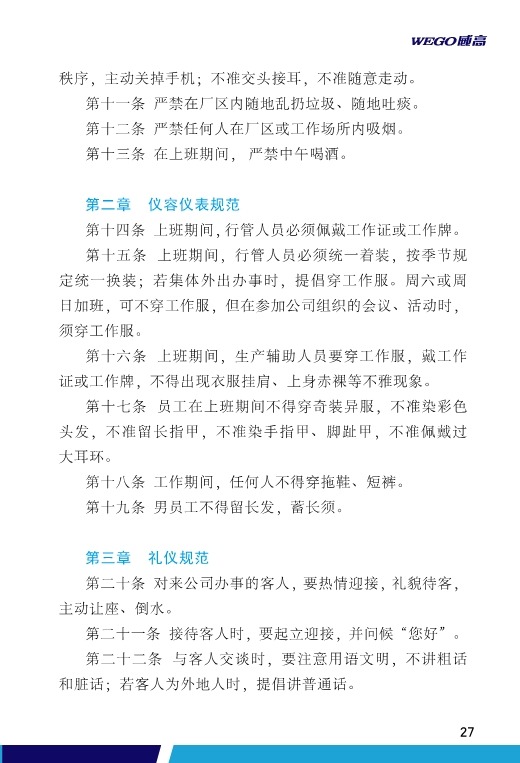 WEGO威高
秩序，主动关掉手机；不准交头接耳，不准随意走动。
第十一条 严禁在厂区内随地乱扔垃圾、随地吐痰。
第十二条 严禁任何人在厂区或工作场所内吸烟。
第十三条 在上班期间， 严禁中午喝酒。
第二章 仪容仪表规范
第十四条 上班期间，行管人员必须佩戴工作证或工作牌。
第十五条 上班期间，行管人员必须统一着装，按季节规
定统一换装；若集体外出办事时，提倡穿工作服。周六或周
日加班，可不穿工作服，但在参加公司组织的会议、活动时，
须穿工作服。
第十六条 上班期间，生产辅助人员要穿工作服，戴工作
证或工作牌，不得出现衣服挂肩、上身赤裸等不雅现象。
第十七条 员工在上班期间不得穿奇装异服，不准染彩色
头发，不准留长指甲，不准染手指甲、脚趾甲，不准佩戴过
大耳环。
第十八条 工作期间，任何人不得穿拖鞋、短裤。
第十九条 男员工不得留长发，蓄长须。
第三章 礼仪规范
第二十条 对来公司办事的客人，要热情迎接，礼貌待客，
主动让座、倒水。
第二十一条 接待客人时，要起立迎接，并问候“您好”。
第二十二条 与客人交谈时，要注意用语文明，不讲粗话
和脏话；若客人为外地人时，提倡讲普通话。
27